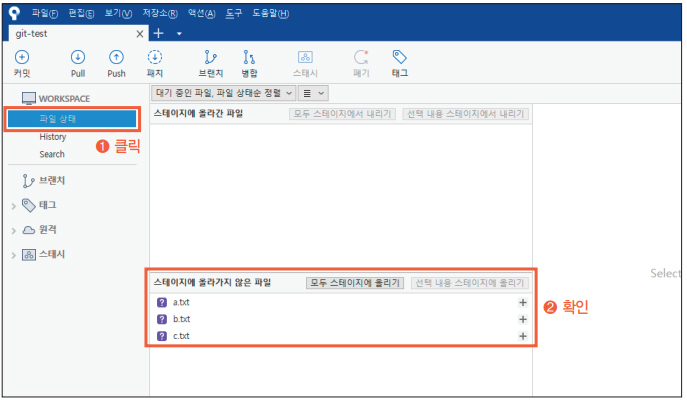 파일(F) 편집(E) 보기(V) 저장소(R) 액션(A) 도구 도움말(H)
git-test
커밋 Pull Push 패치 브랜치 병합 스태시 폐기 태그
WORKSPACE
파일 상태
History
Search
브랜치
태그
원격
스태시
❶ 클릭
대기 중인 파일, 파일 상태순 정렬
스테이지에 올라간 파일 모두 스테이지에서 내리기 선택 내용 스테이지에서 내리기
스테이지에 올라가지 않은 파일 모두 스테이지에 올리기 선택 내용 스테이지에 올리기
a.txt
b.txt
c.txt
❷ 확인
Select